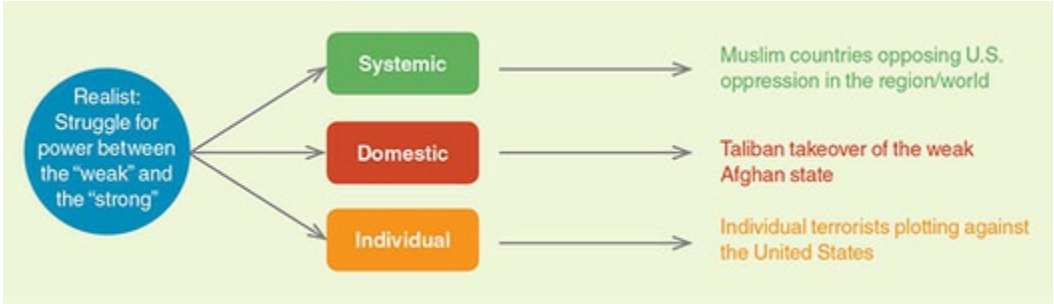 Realist:
Struggle for
power between
the “weak” and
the “strong”
Systemic
Muslim countries opposing U.S.
oppression in the region/world
Domestic
Taliban takeover of the weak
Afghan state
Individual
Individual terrorists plotting against
the United States